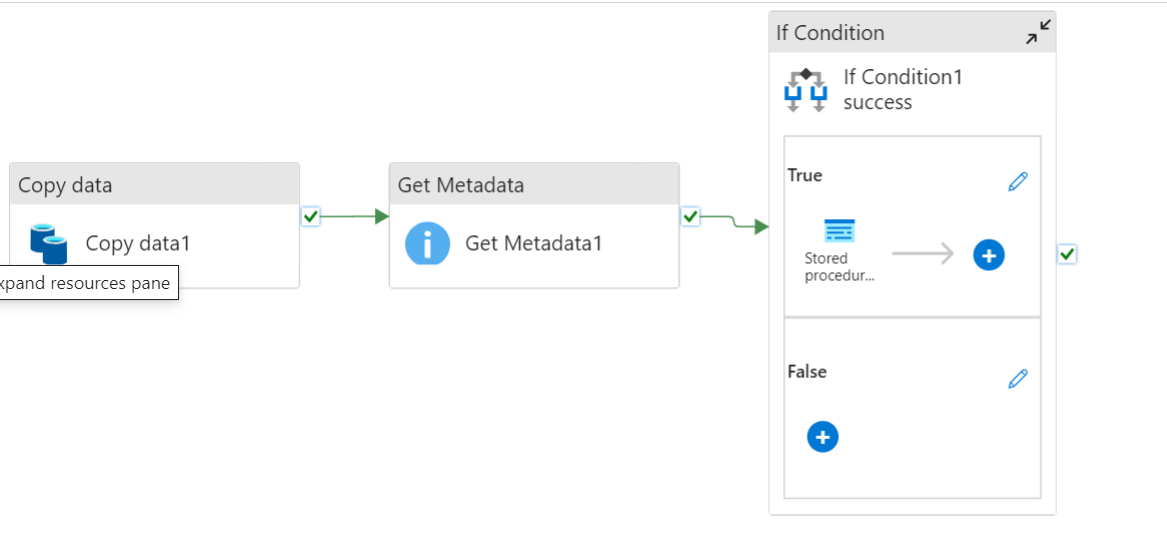 If Condition
If Condition1
success
Copy data
Get Metadata
True
Copy data1
Get Metadata1
Stored
procedur...
xpand resources pane
False